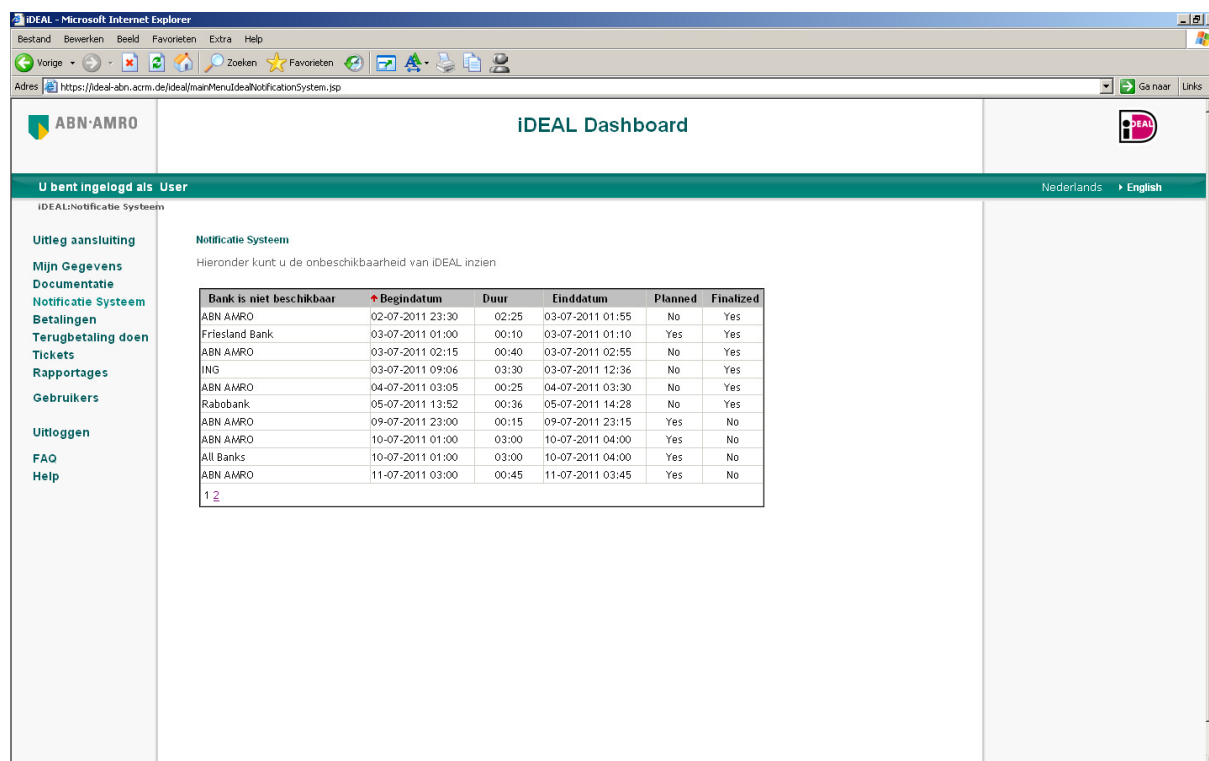 iDEAL - Microsoft Internet Explorer
Bestand Bewerken Beeld Favorieten Extra Help
Vorige Zoeken Favorieten
Adres https://ideal-abn.acrm.de/ideal/mainMenuIdealNotificationSystem.jsp Ga naar Links
ABN·AMRO iDEAL Dashboard iDEAL
U bent ingelogd als User Nederlands English
iDEAL:Notificatie Systeem
Uitleg aansluiting
Mijn Gegevens
Documentatie
Notificatie Systeem
Betalingen
Terugbetaling doen
Tickets
Rapportages
Gebruikers
Uitloggen
FAQ
Help
Notificatie Systeem
Hieronder kunt u de onbeschikbaarheid van iDEAL inzien
Bank is niet beschikbaar Begindatum Duur Einddatum Planned Finalized
ABN AMRO 02-07-2011 23:30 02:25 03-07-2011 01:55 No Yes
Friesland Bank 03-07-2011 01:00 00:10 03-07-2011 01:10 Yes Yes
ABN AMRO 03-07-2011 02:15 00:40 03-07-2011 02:55 No Yes
ING 03-07-2011 09:06 03:30 03-07-2011 12:36 No Yes
ABN AMRO 04-07-2011 03:05 00:25 04-07-2011 03:30 No Yes
Rabobank 05-07-2011 13:52 00:36 05-07-2011 14:28 No Yes
ABN AMRO 09-07-2011 23:00 00:15 09-07-2011 23:15 Yes No
ABN AMRO 10-07-2011 01:00 03:00 10-07-2011 04:00 Yes No
All Banks 10-07-2011 01:00 03:00 10-07-2011 04:00 Yes No
ABN AMRO 11-07-2011 03:00 00:45 11-07-2011 03:45 Yes No
1 2